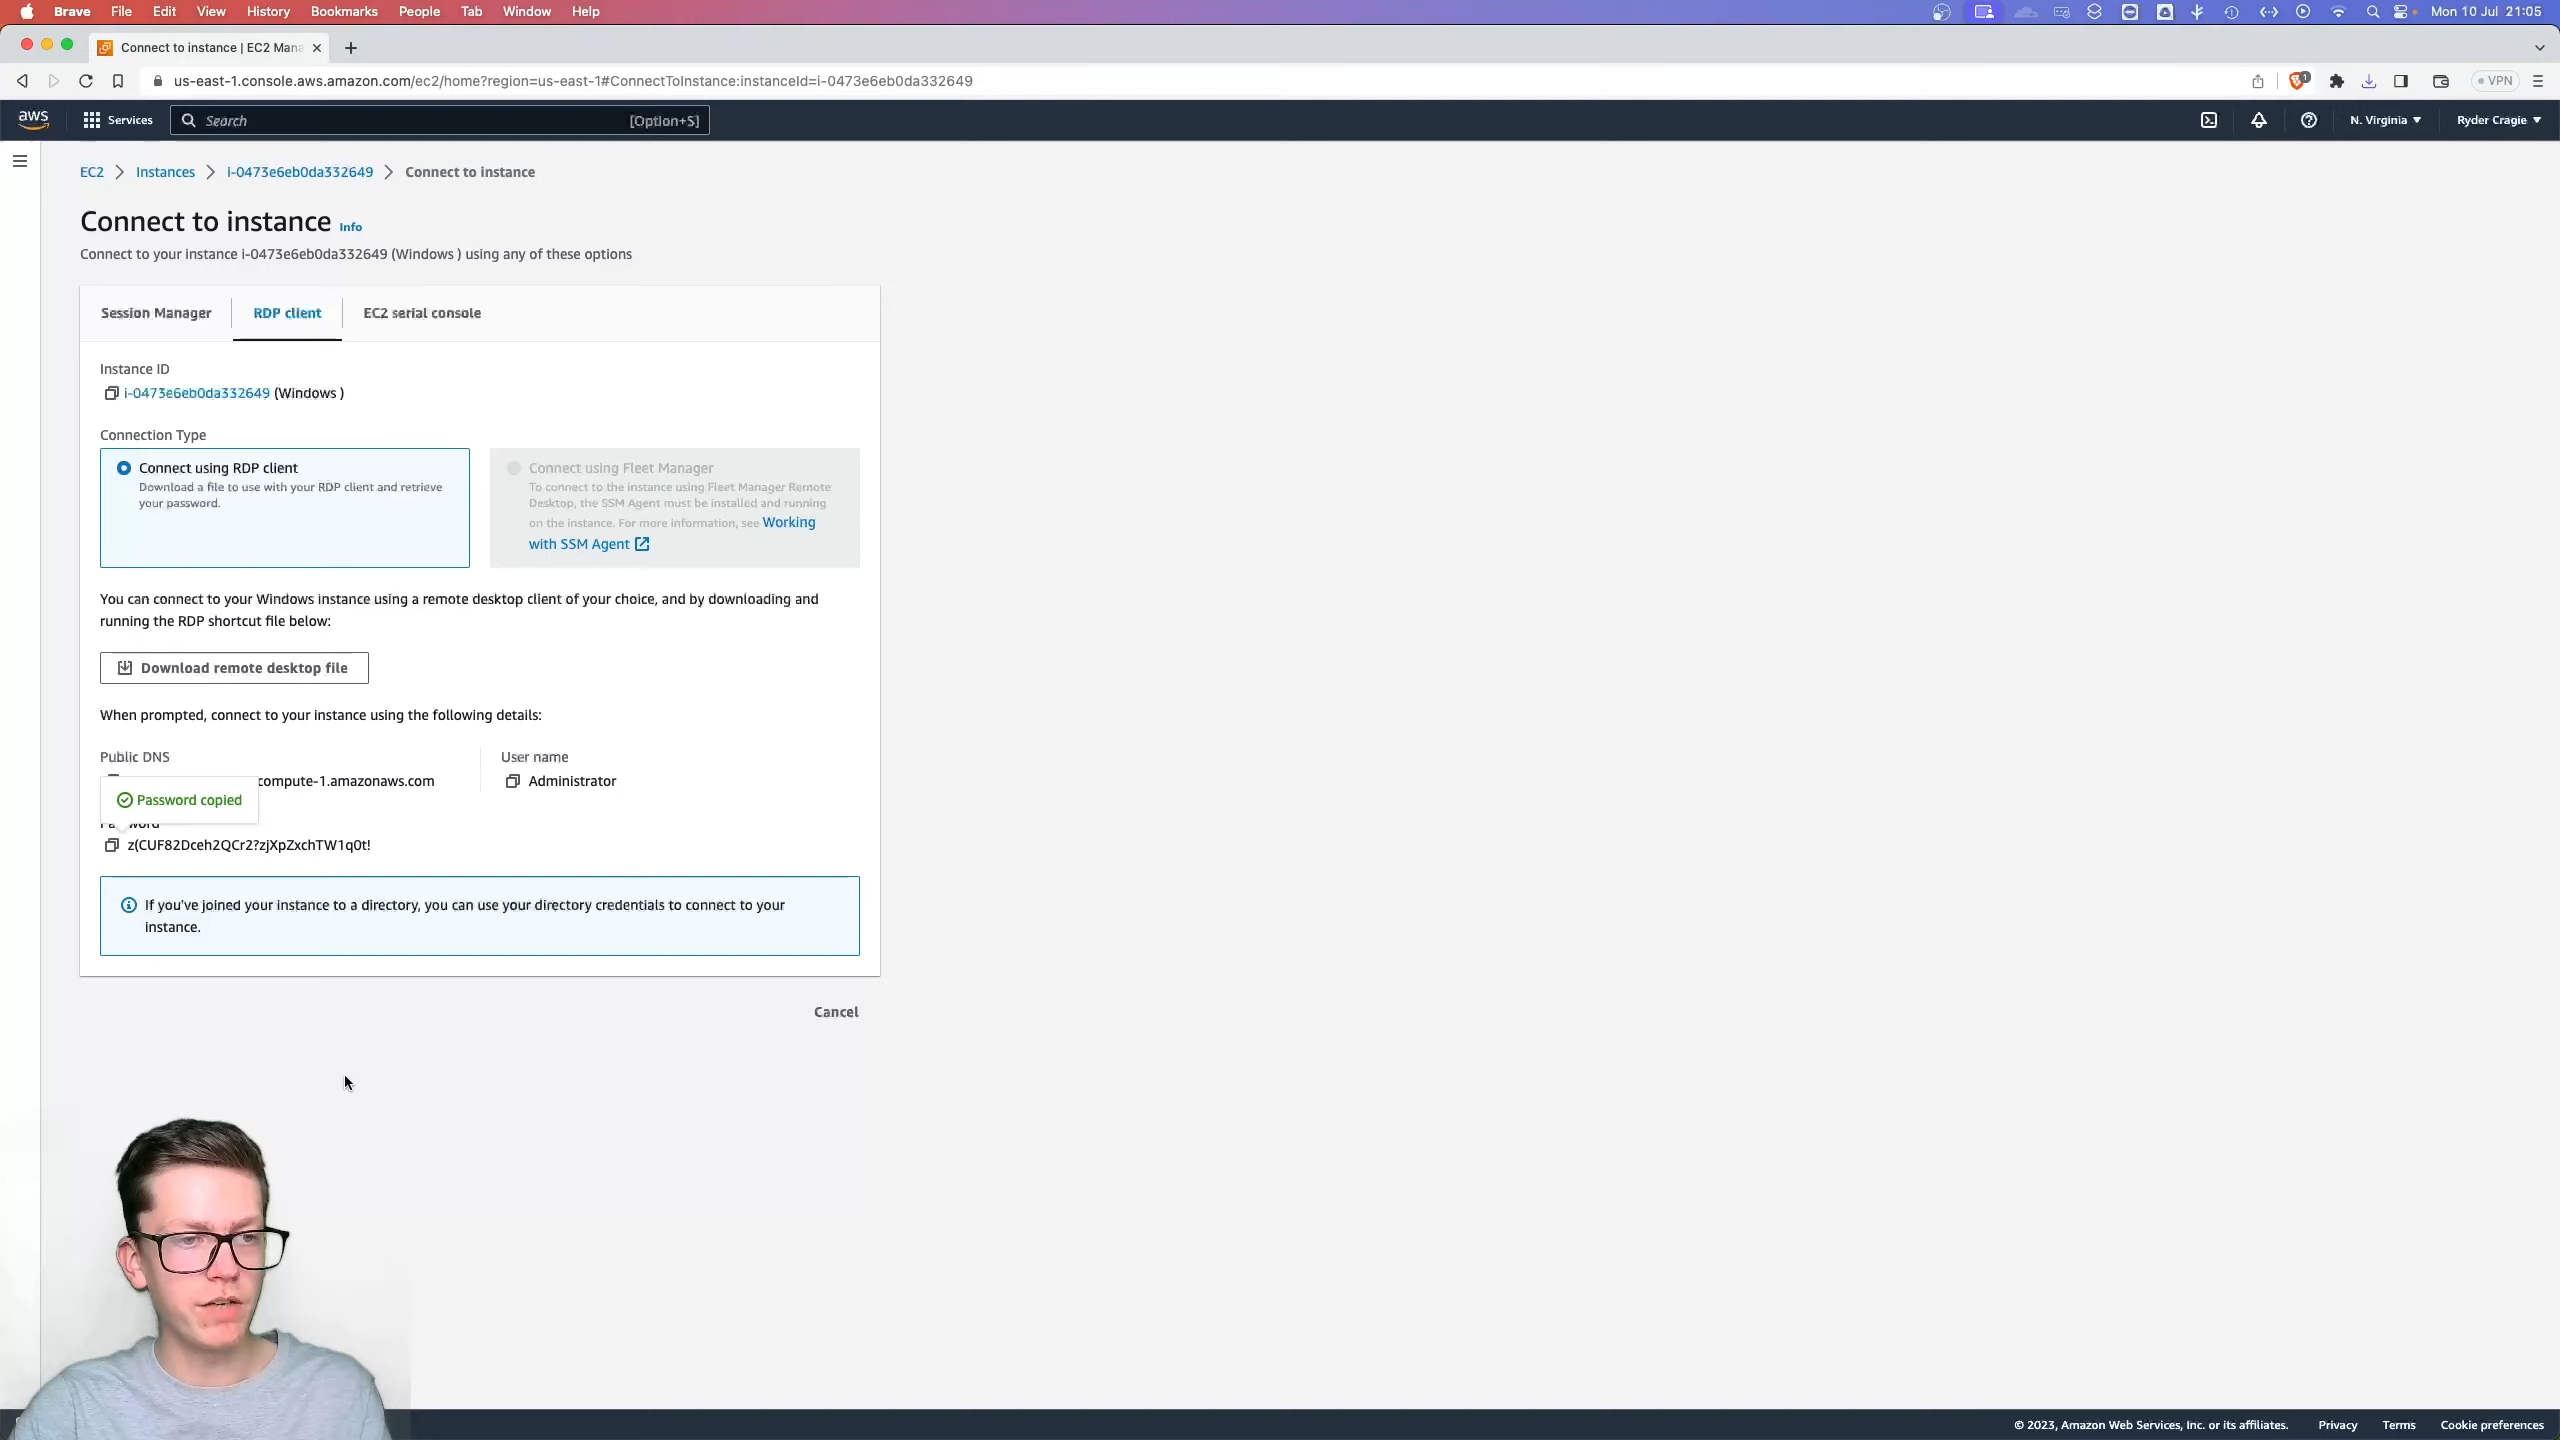 Brave File Edit View History Bookmarks People Tab Window Help Mon 10 Jul 21:05
Connect to instance | EC2 Mana
us-east-1.console.aws.amazon.com/ec2/home?region=us-east-1#ConnectToInstance:instanceId=i-0473e6eb0da332649 1 VPN
aws Services Search [Option+S] N. Virginia Ryder Cragie
EC2 Instances i-0473e6eb0da332649 Connect to instance
Connect to instance Info
Connect to your instance i-0473e6eb0da332649 (Windows ) using any of these options
Session Manager RDP client EC2 serial console
Instance ID
i-0473e6eb0da332649 (Windows )
Connection Type
Connect using RDP client
Download a file to use with your RDP client and retrieve
your password.
Connect using Fleet Manager
To connect to the instance using Fleet Manager Remote
Desktop, the SSM Agent must be installed and running
on the instance. For more information, see Working
with SSM Agent
You can connect to your Windows instance using a remote desktop client of your choice, and by downloading and
running the RDP shortcut file below:
Download remote desktop file
When prompted, connect to your instance using the following details:
Public DNS
compute-1.amazonaws.com
User name
Administrator
Password copied
Password
z(CUF82Dceh2QCr2?zjXpZxchTW1q0t!
If you've joined your instance to a directory, you can use your directory credentials to connect to your
instance.
Cancel
© 2023, Amazon Web Services, Inc. or its affiliates. Privacy Terms Cookie preferences